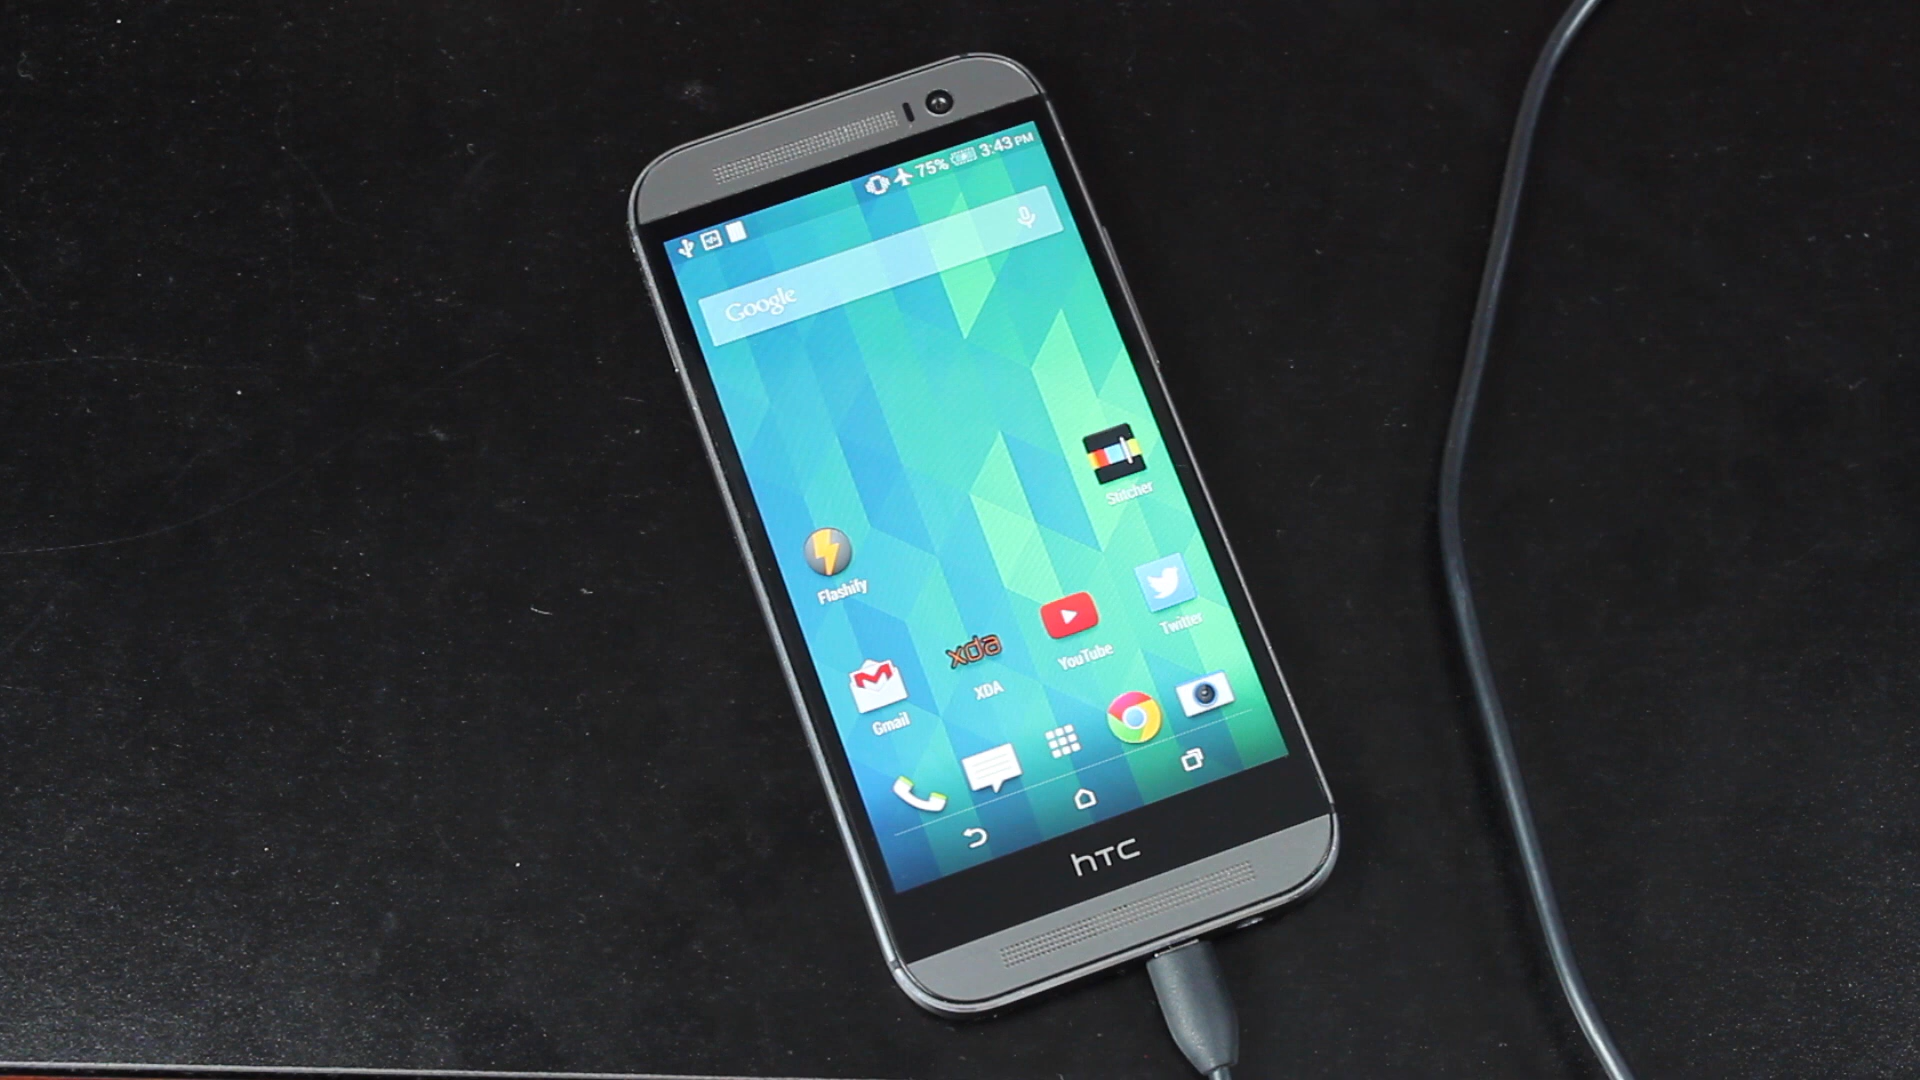 75% 3:43 PM
Google
Stitcher
Flashify
Twitter
YouTube
xda
XDA
Gmail
hTC